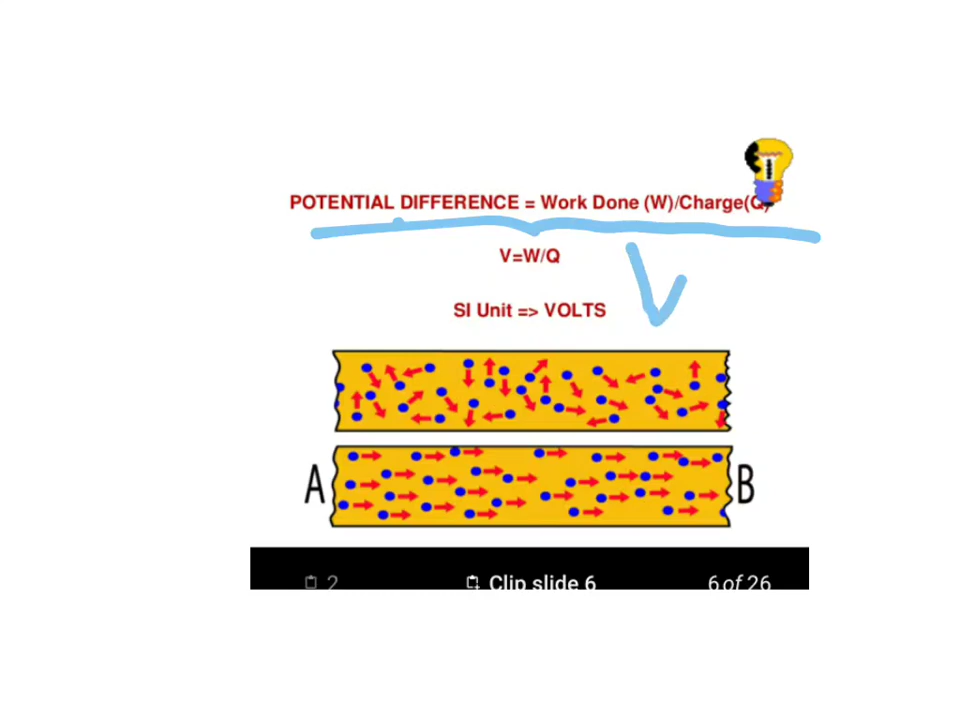 POTENTIAL DIFFERENCE = Work Done (W)/Charge(Q)
V=W/Q
V
SI Unit => VOLTS
A
B
2
Clip slide 6
6 of 26